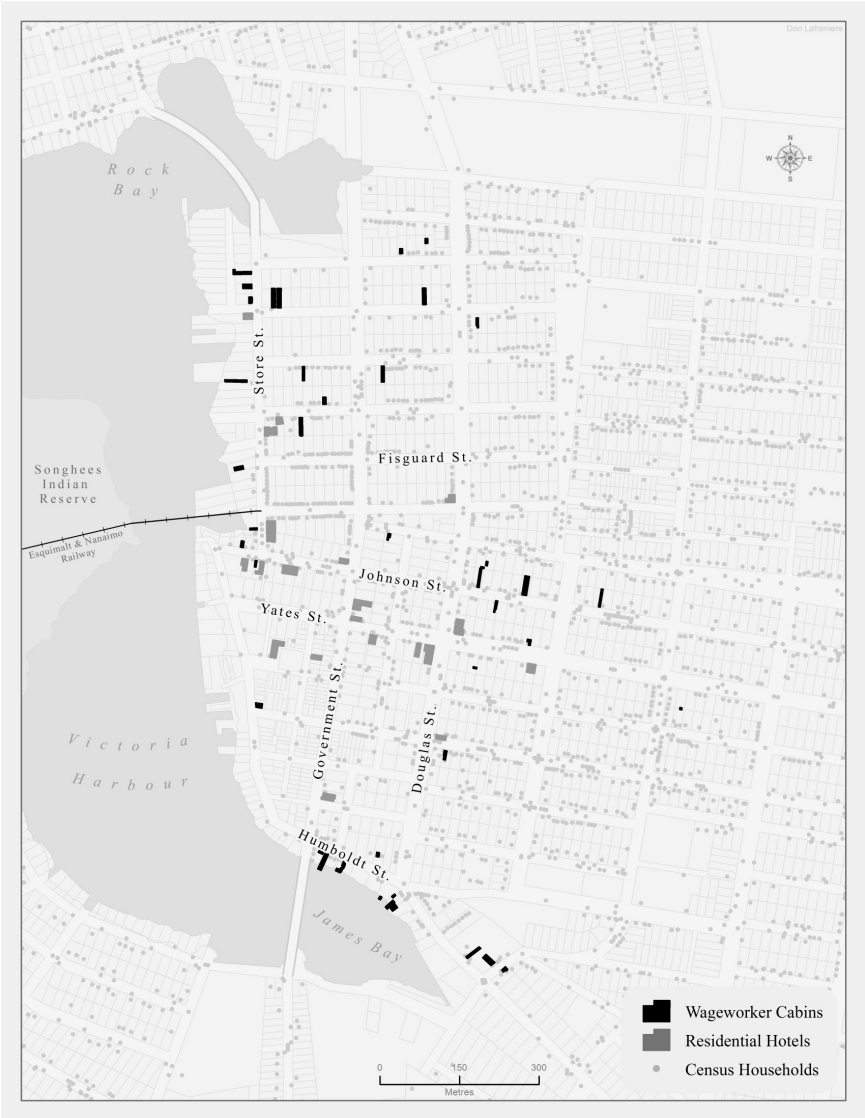 Don Lafreniere
N
W E
S
Rock
Bay
Store St.
Fisguard St.
Songhees
Indian
Reserve
Esquimalt & Nanaimo
Railway
Johnson St.
Yates St.
Government St.
Douglas St.
Victoria
Harbour
Humboldt St.
James Bay
Wageworker Cabins
Residential Hotels
Census Households
0 150 300
Metres